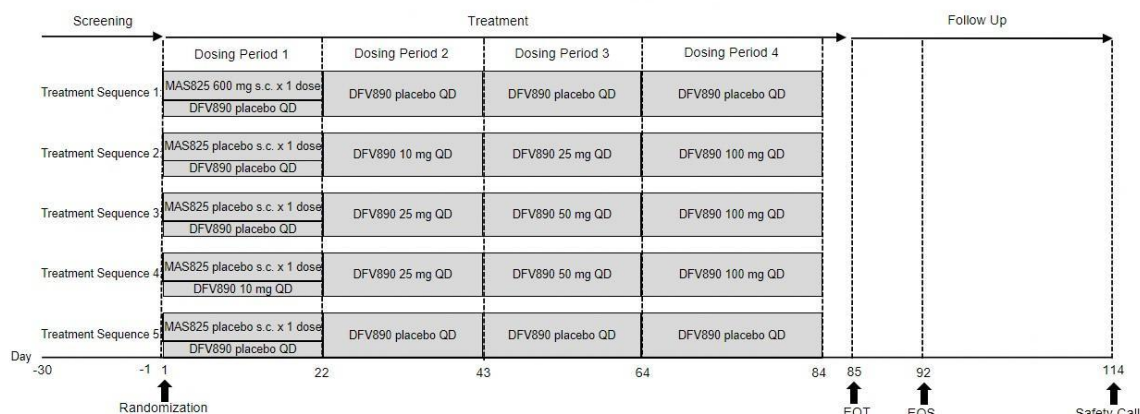 Screening
Treatment
Follow Up
Dosing Period 1
Dosing Period 2
Dosing Period 3
Dosing Period 4
Treatment Sequence 1:
MAS825 600 mg s.c. x 1 dose
DFV890 placebo QD
DFV890 placebo QD
DFV890 placebo QD
DFV890 placebo QD
Treatment Sequence 2:
MAS825 placebo s.c. x 1 dose
DFV890 placebo QD
DFV890 10 mg QD
DFV890 25 mg QD
DFV890 100 mg QD
Treatment Sequence 3:
MAS825 placebo s.c. x 1 dose
DFV890 placebo QD
DFV890 25 mg QD
DFV890 50 mg QD
DFV890 100 mg QD
Treatment Sequence 4:
MAS825 placebo s.c. x 1 dose
DFV890 10 mg QD
DFV890 25 mg QD
DFV890 50 mg QD
DFV890 100 mg QD
Treatment Sequence 5:
MAS825 placebo s.c. x 1 dose
DFV890 placebo QD
DFV890 placebo QD
DFV890 placebo QD
DFV890 placebo QD
Day
-30
-1
1
22
43
64
84
85
92
114
Randomization
EOT
EOS
Safety Call